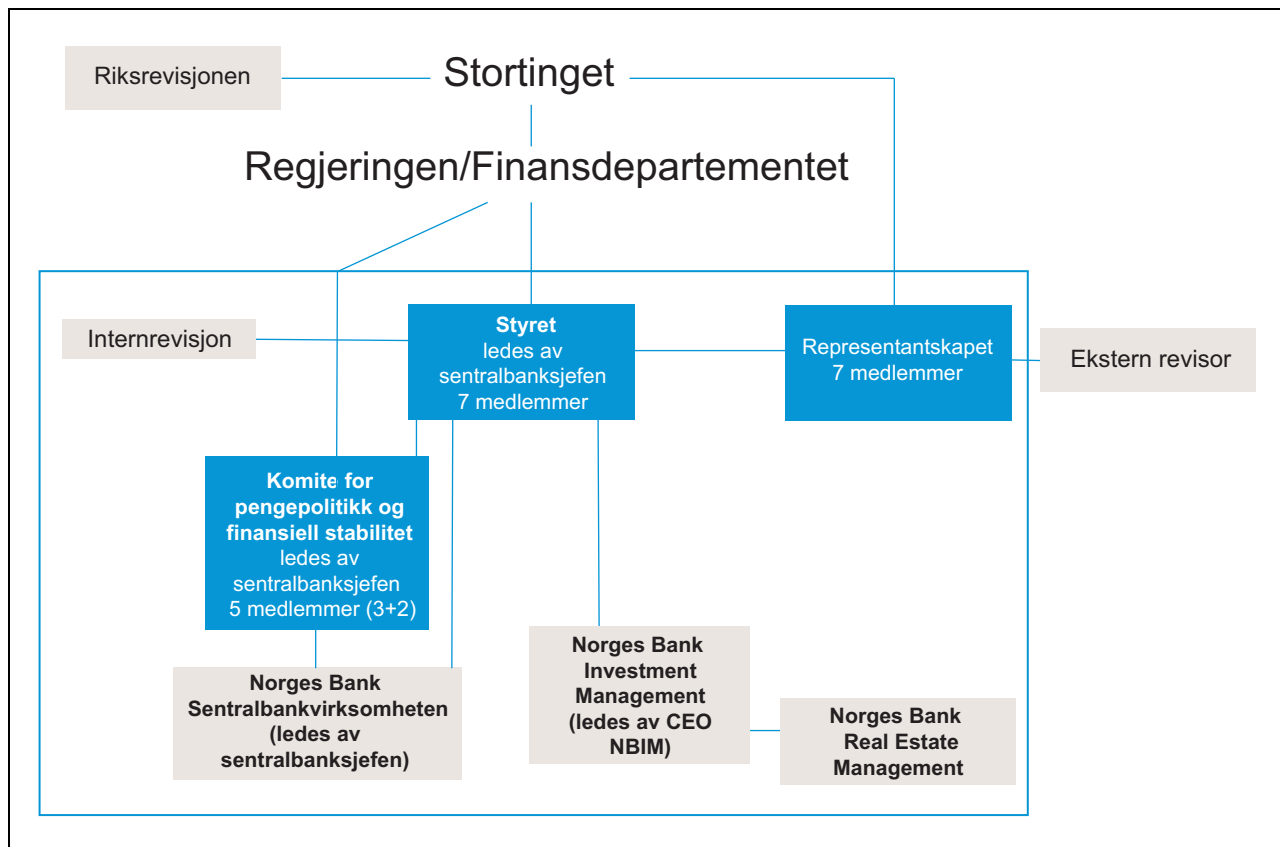 Riksrevisjonen
Stortinget
Regjeringen/Finansdepartementet
Internrevisjon
Styret
ledes av
sentralbanksjefen
7 medlemmer
Representantskapet
7 medlemmer
Ekstern revisor
Komite for
pengepolitikk og
finansiell stabilitet
ledes av
sentralbanksjefen
5 medlemmer (3+2)
Norges Bank
Sentralbankvirksomheten
(ledes av
sentralbanksjefen)
Norges Bank
Investment
Management
(ledes av CEO
NBIM)
Norges Bank
Real Estate
Management